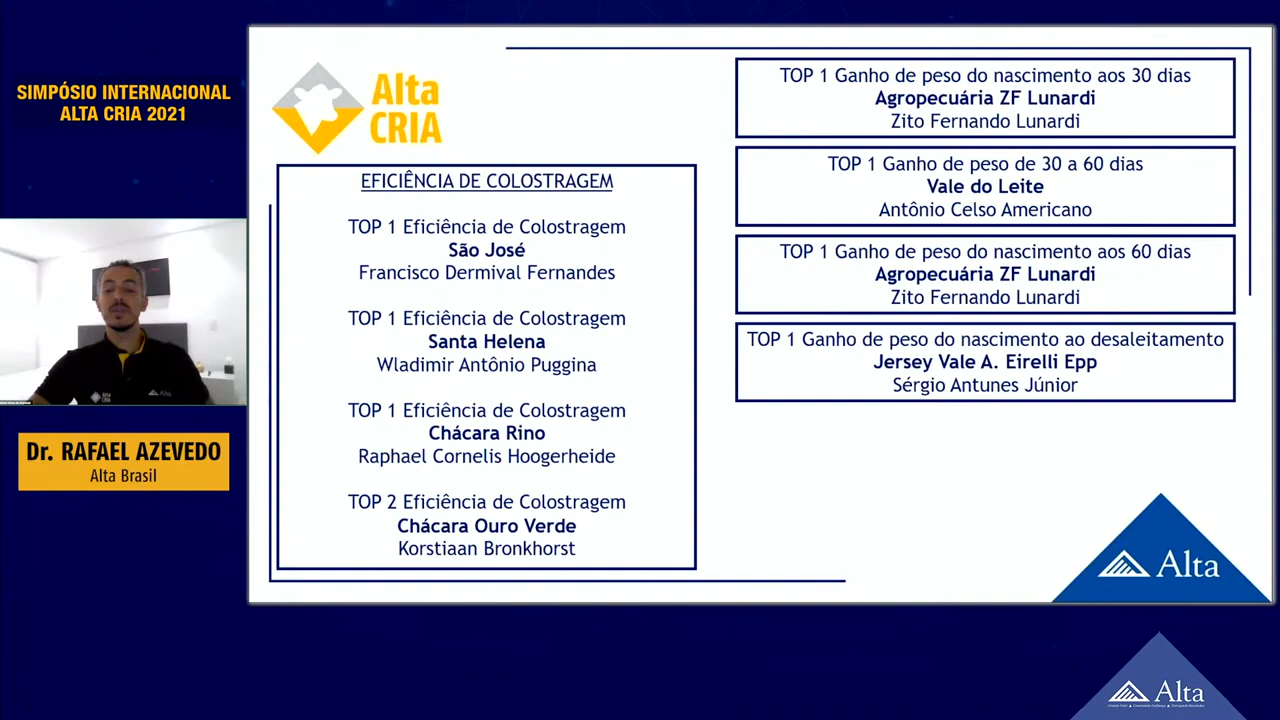 SIMPÓSIO INTERNACIONAL
ALTA CRIA 2021
Dr. RAFAEL AZEVEDO
Alta Brasil
Alta
CRIA
EFICIÊNCIA DE COLOSTRAGEM
TOP 1 Eficiência de Colostragem
São José
Francisco Dermival Fernandes
TOP 1 Eficiência de Colostragem
Santa Helena
Wladimir Antônio Puggina
TOP 1 Eficiência de Colostragem
Chácara Rino
Raphael Cornelis Hoogerheide
TOP 2 Eficiência de Colostragem
Chácara Ouro Verde
Korstiaan Bronkhorst
TOP 1 Ganho de peso do nascimento aos 30 dias
Agropecuária ZF Lunardi
Zito Fernando Lunardi
TOP 1 Ganho de peso de 30 a 60 dias
Vale do Leite
Antônio Celso Americano
TOP 1 Ganho de peso do nascimento aos 60 dias
Agropecuária ZF Lunardi
Zito Fernando Lunardi
TOP 1 Ganho de peso do nascimento ao desaleitamento
Jersey Vale A. Eirelli Epp
Sérgio Antunes Júnior
Alta
Alta
ALTA
CRIA
Alta